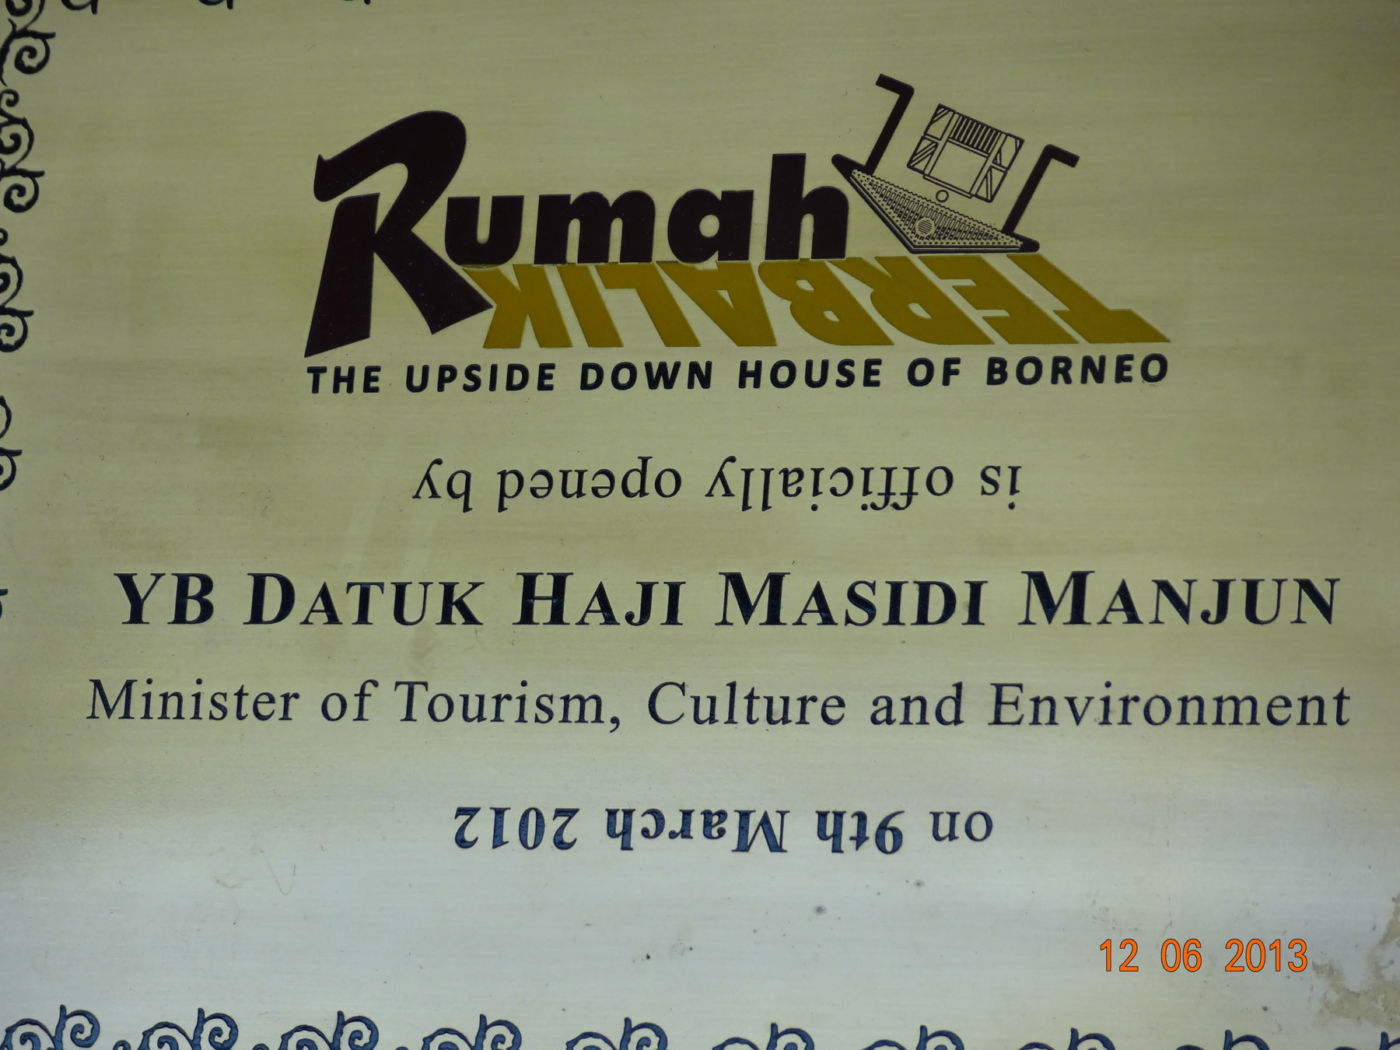 Rumah
TERBALIK
THE UPSIDE DOWN HOUSE OF BORNEO
is officially opened by
YB DATUK HAJI MASIDI MANJUN
Minister of Tourism, Culture and Environment
on 9th March 2012
12 06 2013